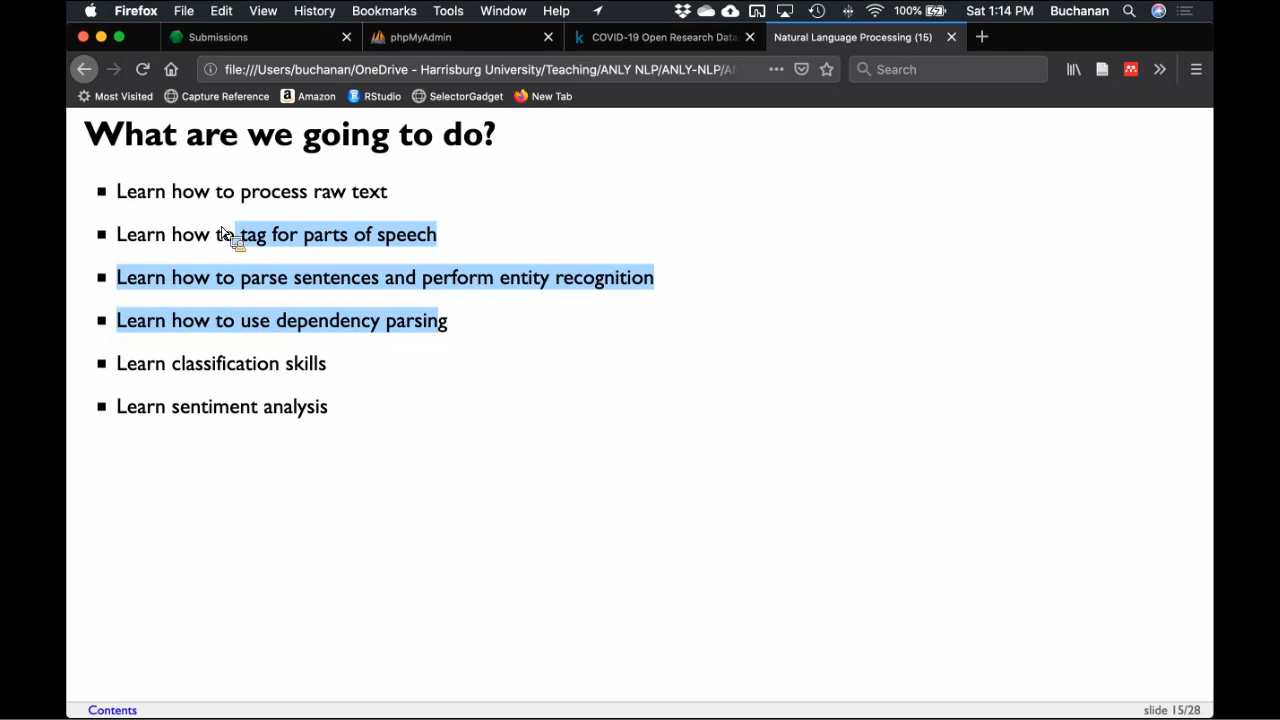 Firefox File Edit View History Bookmarks Tools Window Help 100% Sat 1:14 PM Buchanan
Submissions phpMyAdmin COVID-19 Open Research Data Natural Language Processing (15)
file:///Users/buchanan/OneDrive - Harrisburg University/Teaching/ANLY NLP/ANLY-NLP/A Search
Most Visited Capture Reference Amazon RStudio SelectorGadget New Tab
What are we going to do?
Learn how to process raw text
Learn how to tag for parts of speech
Learn how to parse sentences and perform entity recognition
Learn how to use dependency parsing
Learn classification skills
Learn sentiment analysis
Contents slide 15/28